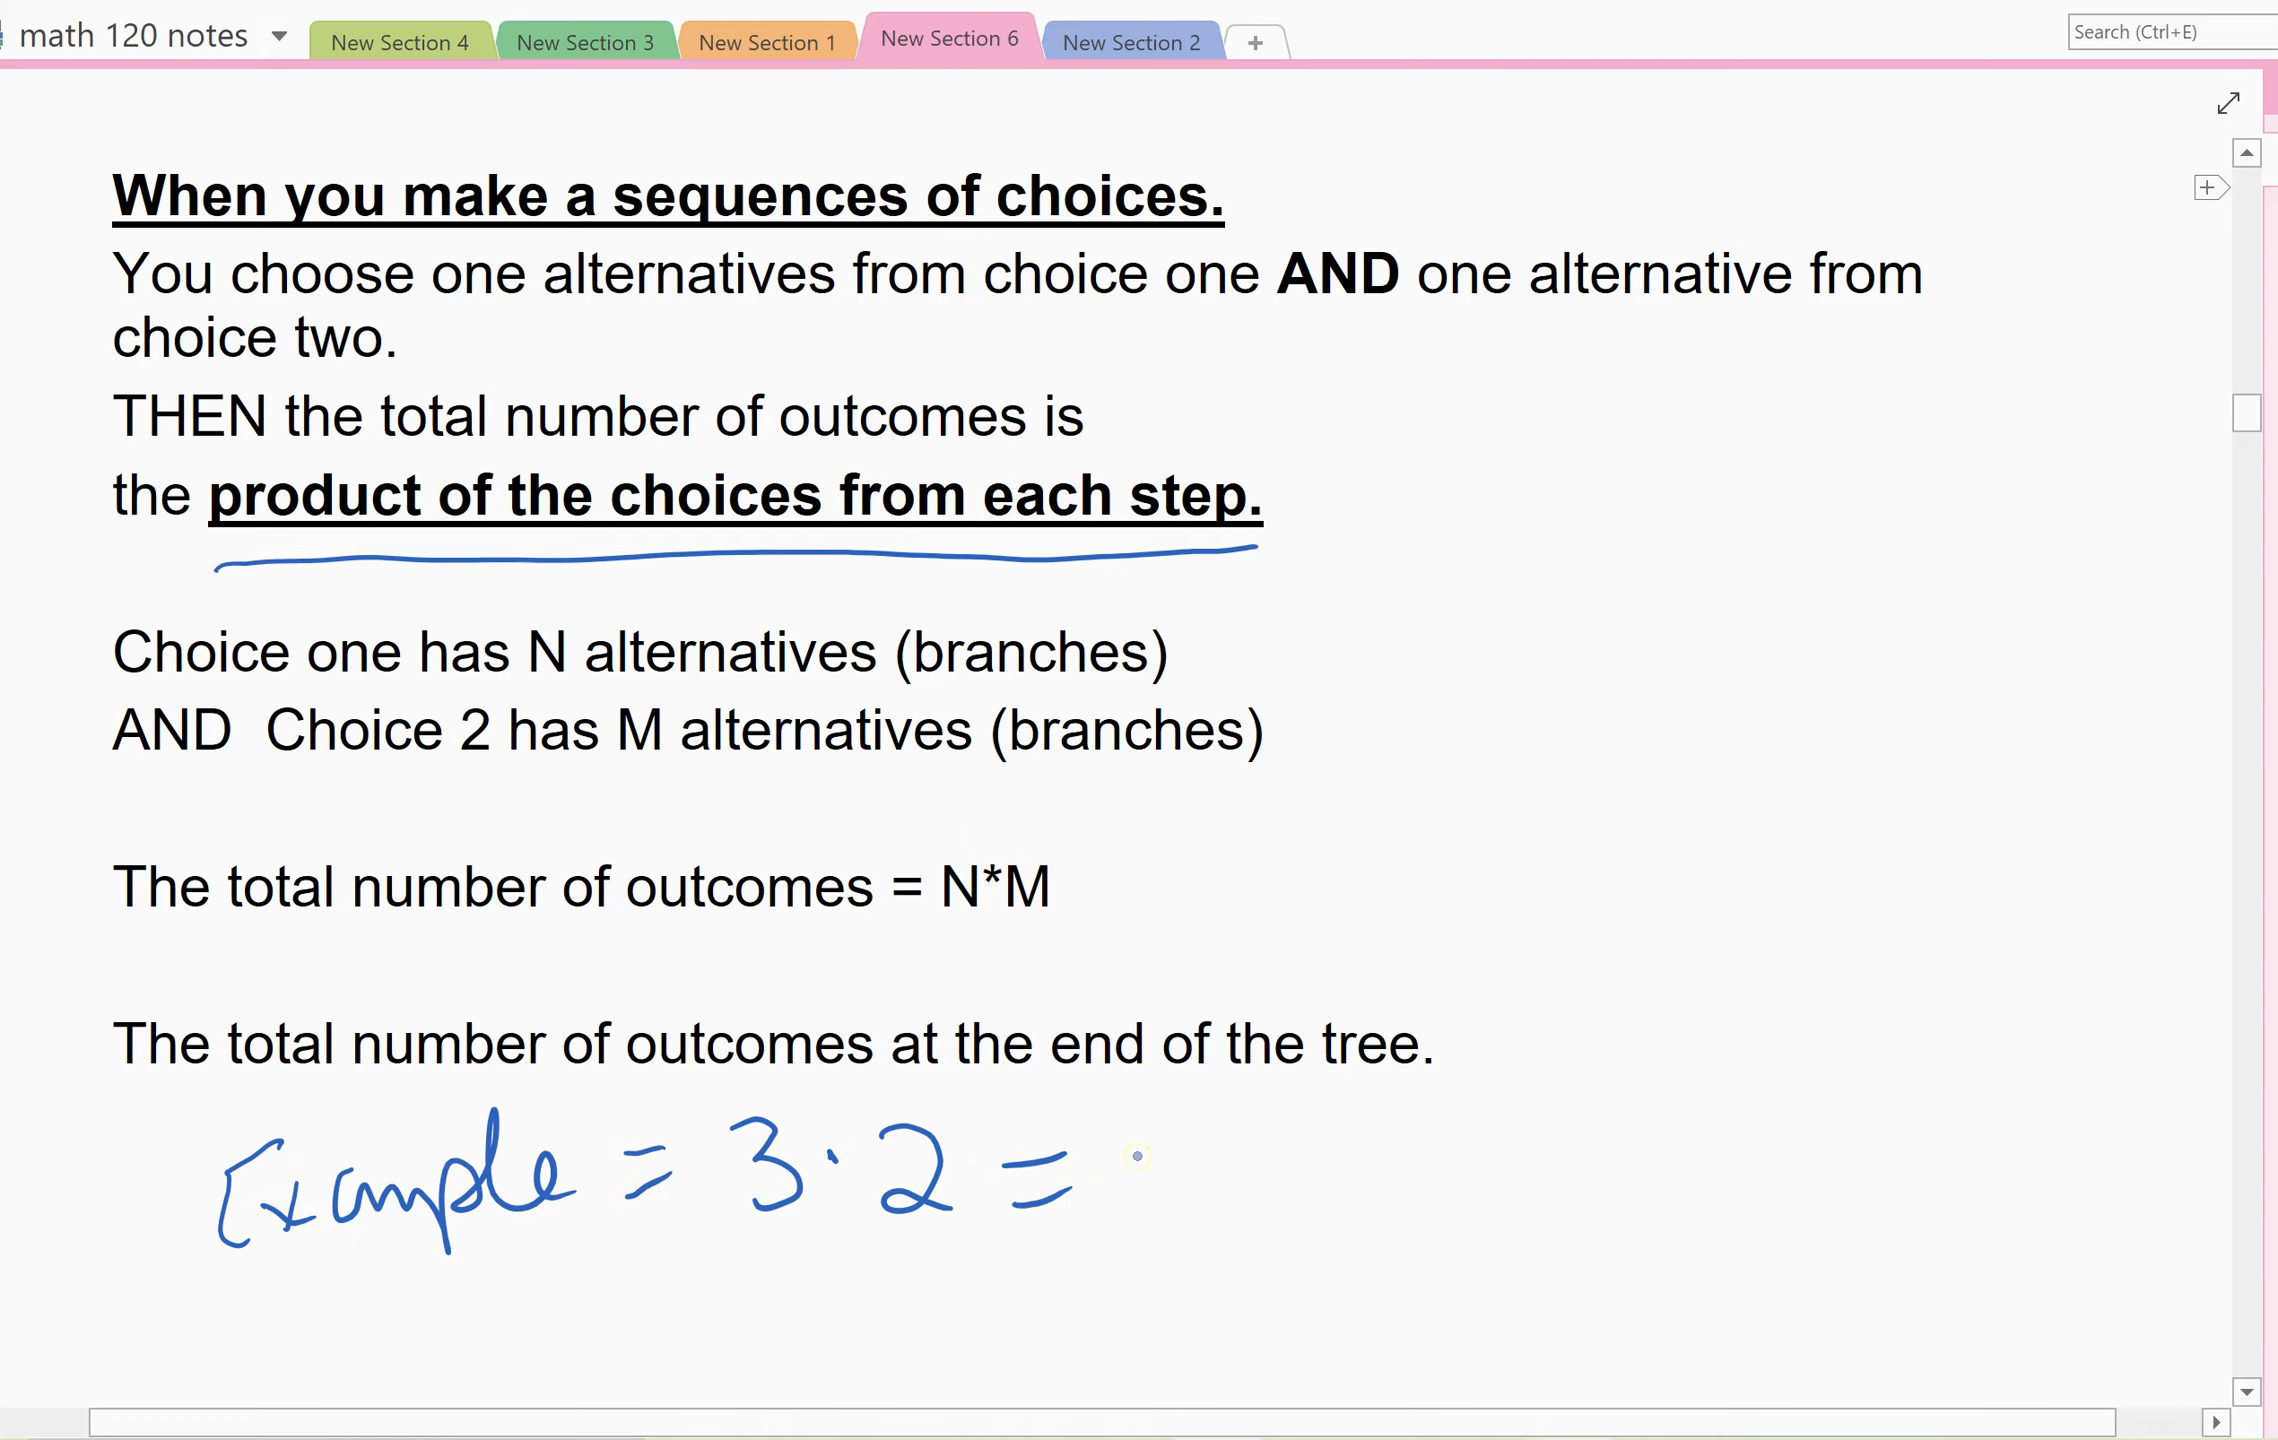 math 120 notes New Section 4 New Section 3 New Section 1 New Section 6 New Section 2 + Search (Ctrl+E)
When you make a sequences of choices.
You choose one alternatives from choice one AND one alternative from
choice two.
THEN the total number of outcomes is
the product of the choices from each step.
Choice one has N alternatives (branches)
AND Choice 2 has M alternatives (branches)
The total number of outcomes = N*M
The total number of outcomes at the end of the tree.
Example = 3·2 =